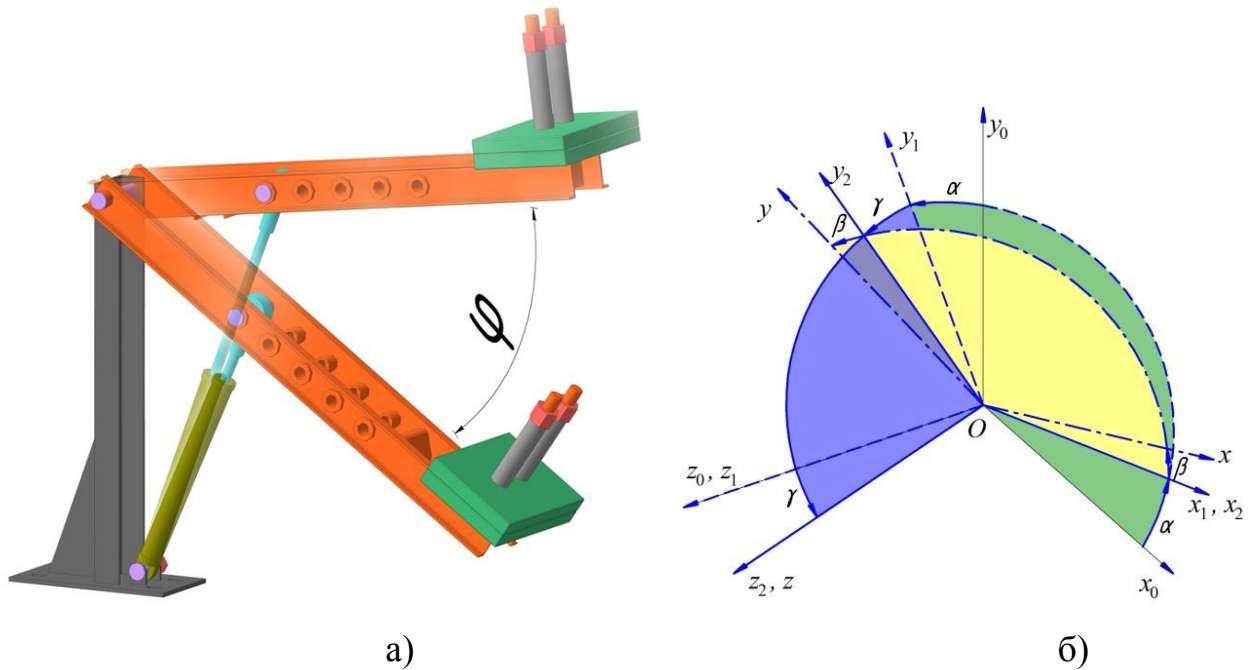 φ
y₀
y₁
α
y₂
γ
y
β
O
x
z₀, z₁
β
x₁, x₂
γ
α
z₂, z
x₀
а)
б)